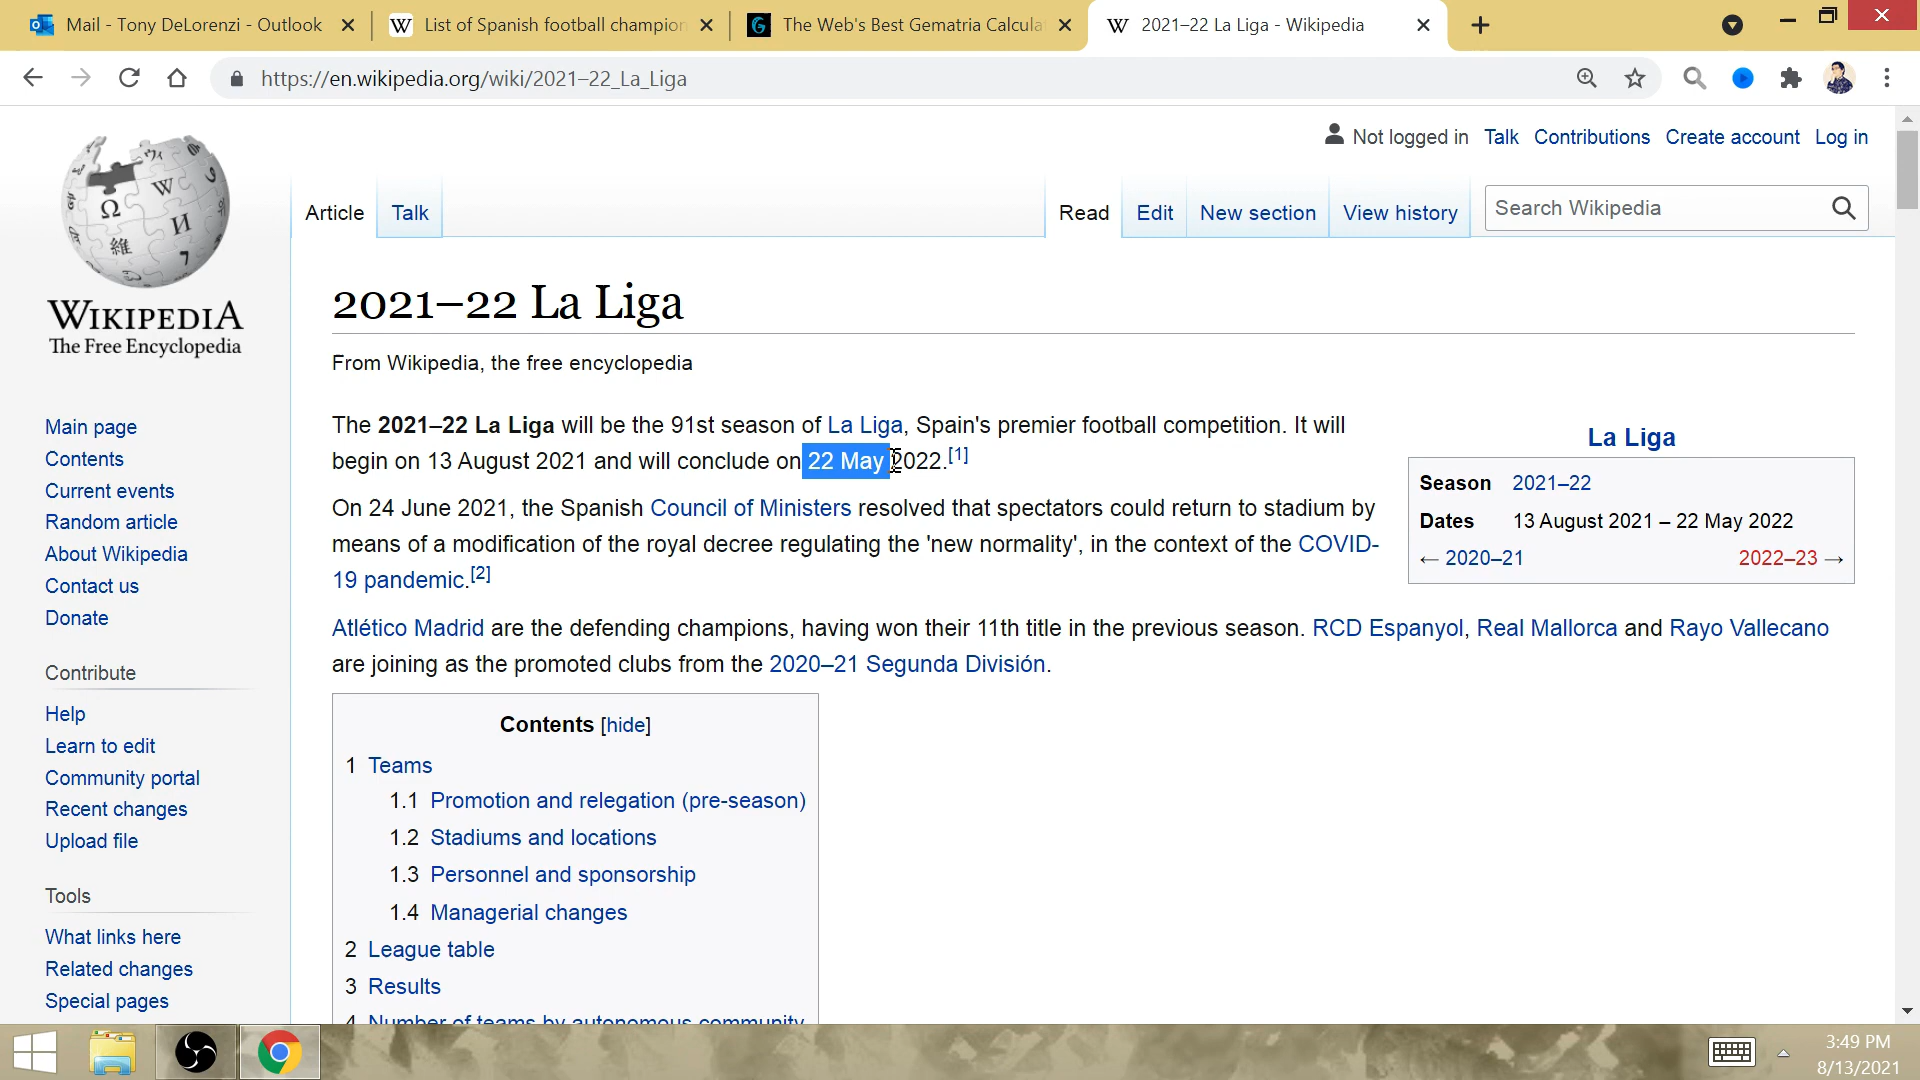 Mail - Tony DeLorenzi - Outlook
List of Spanish football champion
The Web's Best Gematria Calcula
2021–22 La Liga - Wikipedia
https://en.wikipedia.org/wiki/2021–22_La_Liga
Not logged in Talk Contributions Create account Log in
Article Talk Read Edit New section View history Search Wikipedia
WIKIPEDIA
The Free Encyclopedia
2021–22 La Liga
From Wikipedia, the free encyclopedia
The 2021–22 La Liga will be the 91st season of La Liga, Spain's premier football competition. It will
begin on 13 August 2021 and will conclude on 22 May 2022.[1]
On 24 June 2021, the Spanish Council of Ministers resolved that spectators could return to stadium by
means of a modification of the royal decree regulating the 'new normality', in the context of the COVID-
19 pandemic.[2]
Atlético Madrid are the defending champions, having won their 11th title in the previous season. RCD Espanyol, Real Mallorca and Rayo Vallecano
are joining as the promoted clubs from the 2020–21 Segunda División.
La Liga
Season 2021–22
Dates 13 August 2021 – 22 May 2022
← 2020–21 2022–23 →
Contents [hide]
1 Teams
1.1 Promotion and relegation (pre-season)
1.2 Stadiums and locations
1.3 Personnel and sponsorship
1.4 Managerial changes
2 League table
3 Results
4 Number of teams by autonomous community
Main page
Contents
Current events
Random article
About Wikipedia
Contact us
Donate
Contribute
Help
Learn to edit
Community portal
Recent changes
Upload file
Tools
What links here
Related changes
Special pages
3:49 PM
8/13/2021